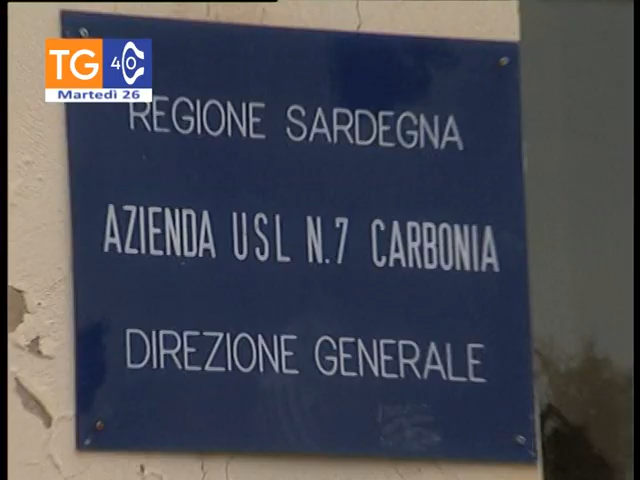 TG 40
Martedì 26
REGIONE SARDEGNA
AZIENDA USL N.7 CARBONIA
DIREZIONE GENERALE